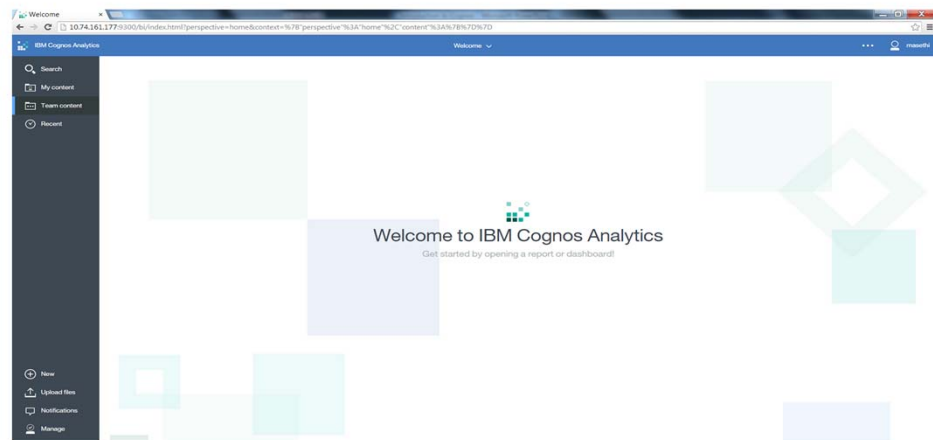 Welcome
10.74.161.177:9300/bi/index.html?perspective=home&context=%7B"perspective"%3A"home"%2C"content"%3A%7B%7D%7D
IBM Cognos Analytics
Welcome
masethi
Search
My content
Team content
Recent
Welcome to IBM Cognos Analytics
Get started by opening a report or dashboard!
New
Upload files
Notifications
Manage